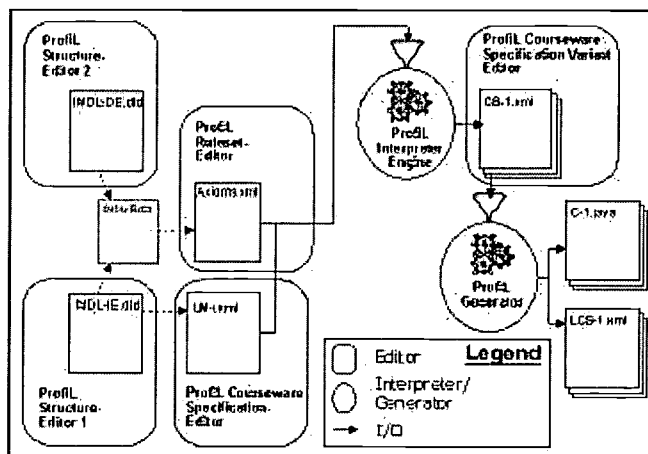 ProfIL
Structure-
Editor 2
INDL-DE.dtd
ProfIL
Ruleset-
Editor
Axioms.xml
INDL-IE.dtd
ProfIL
Structure-
Editor 1
ProfIL Courseware
Specification-
Editor
ProfIL
Interpreter
Engine
ProfIL Courseware
Specification Variant
Editor
CS-1.xml
ProfIL
Generator
C-1.java
LCS-1.xml
Legend
Editor
Interpreter/
Generator
I/O